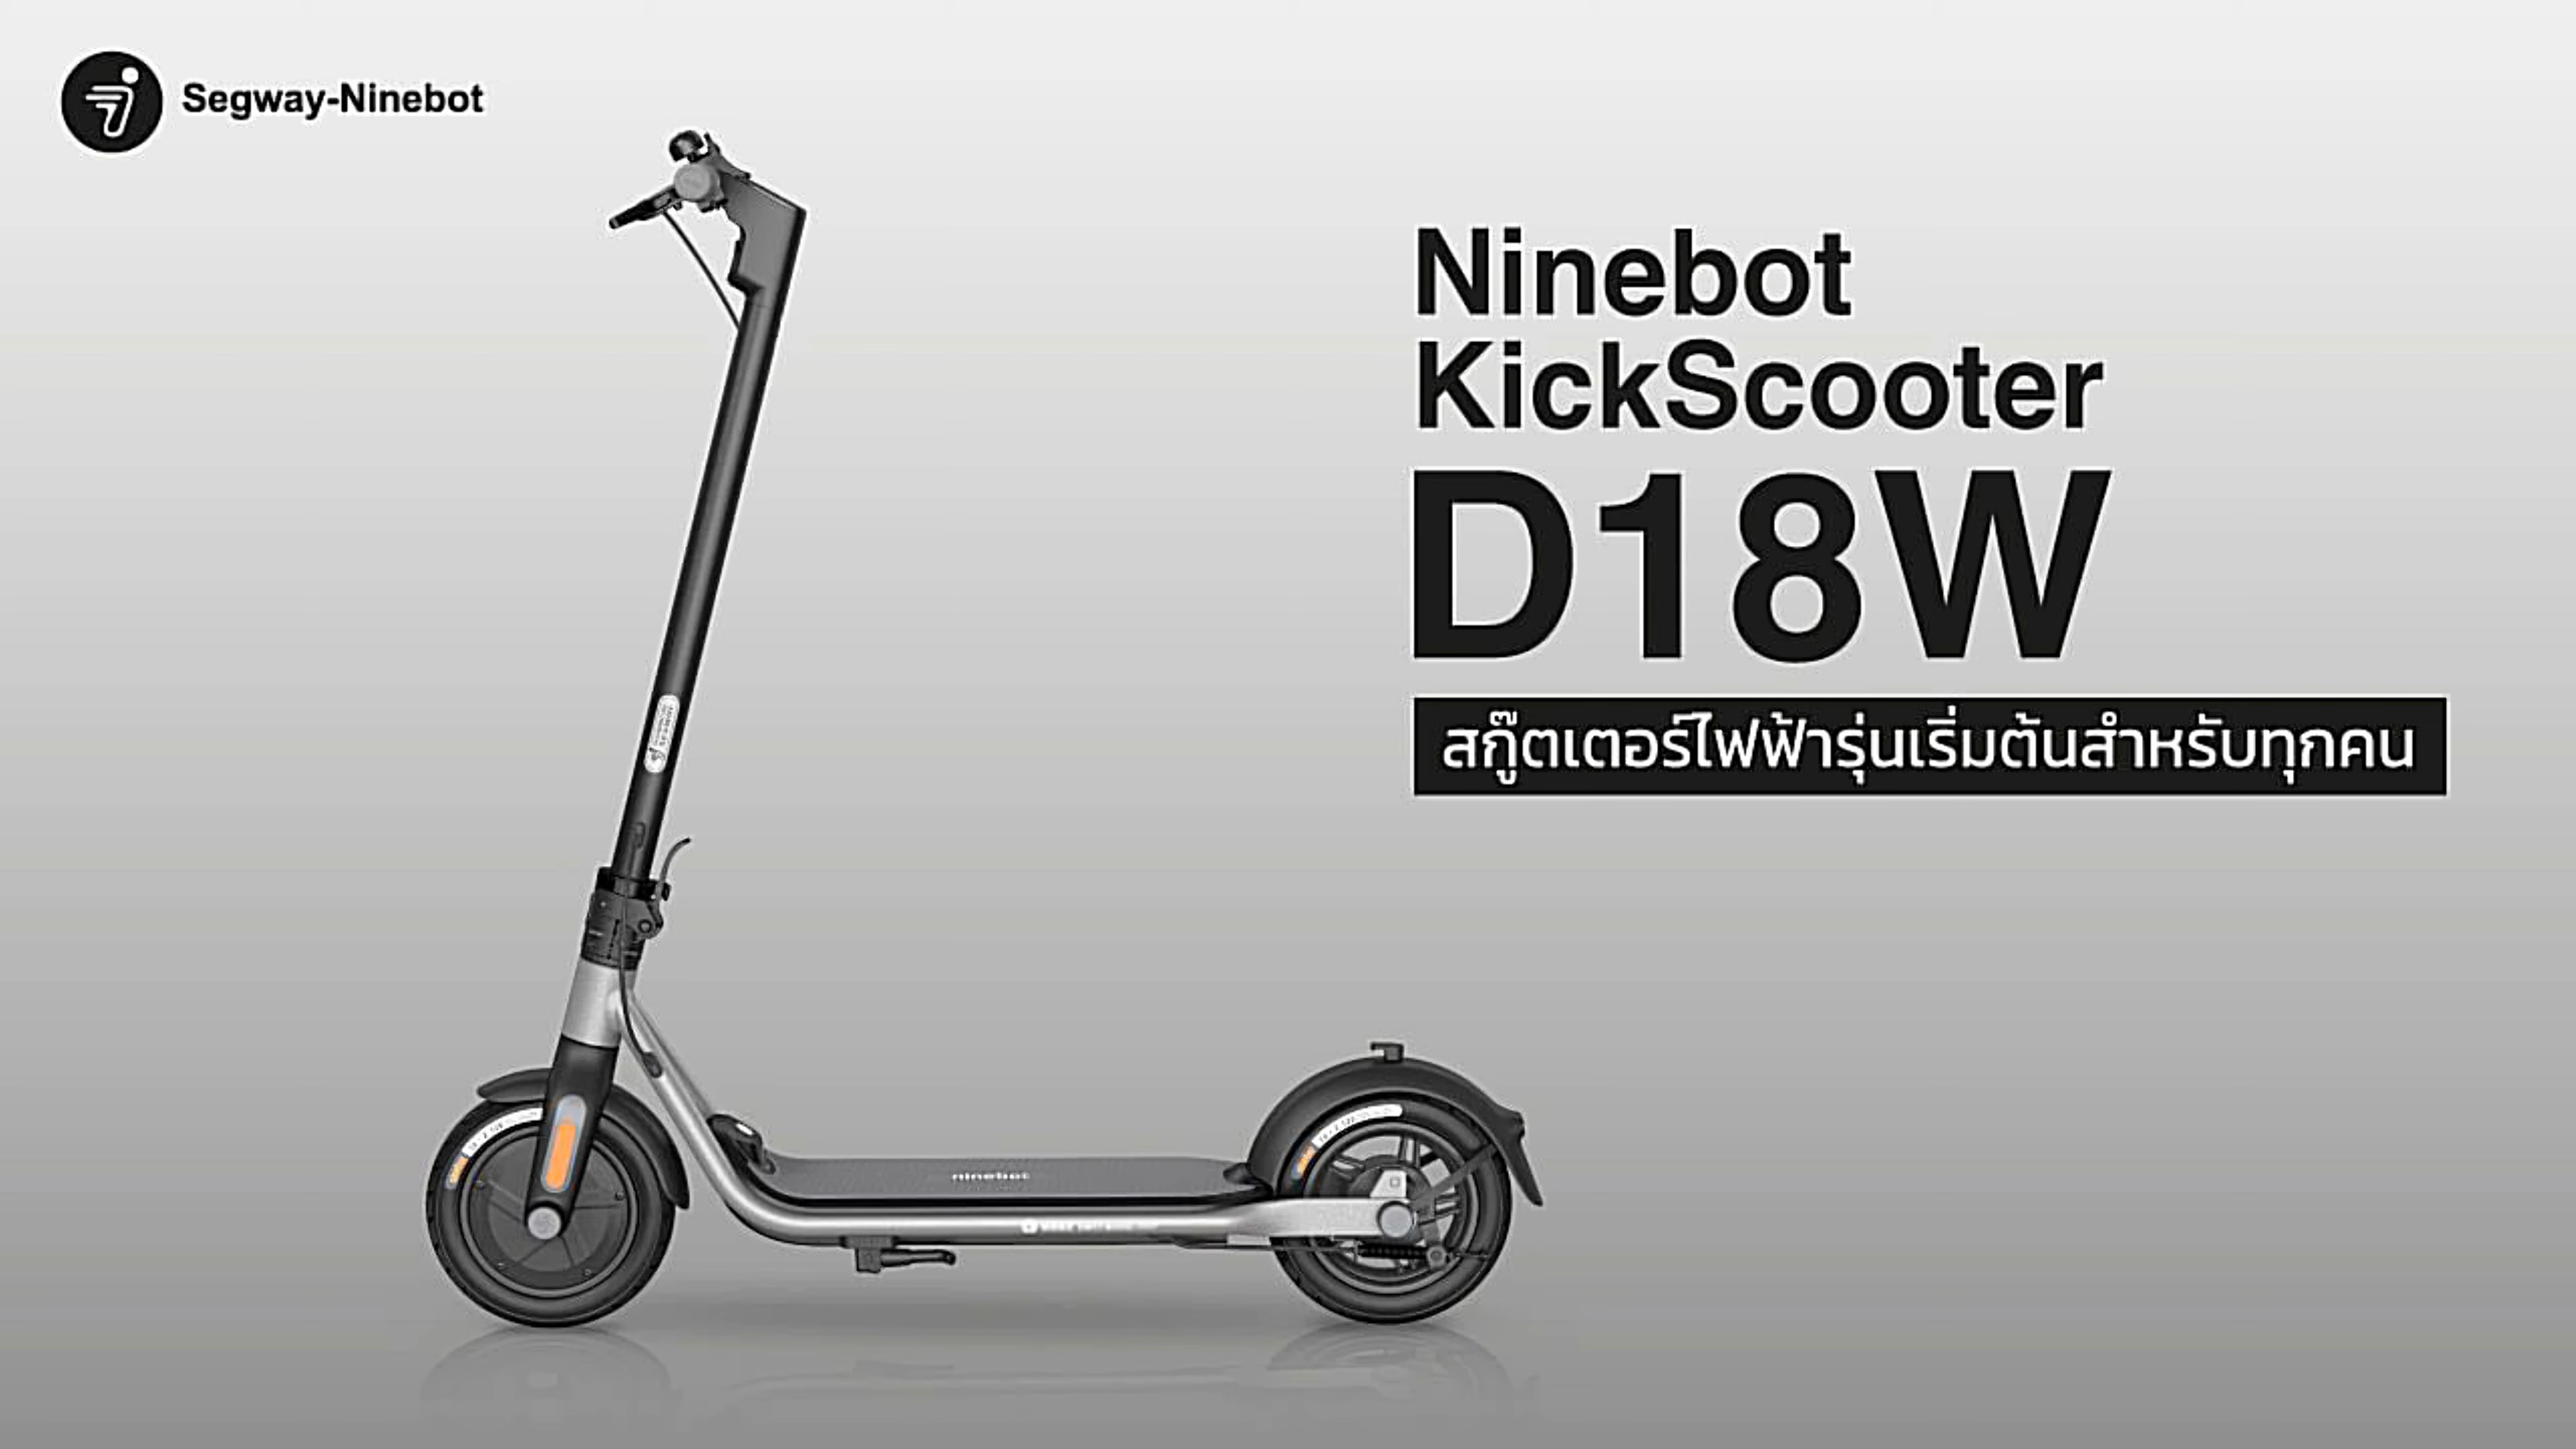 Segway-Ninebot
Ninebot
KickScooter
D18W
สกู๊ตเตอร์ไฟฟ้ารุ่นเริ่มต้นสำหรับทุกคน
ninebot